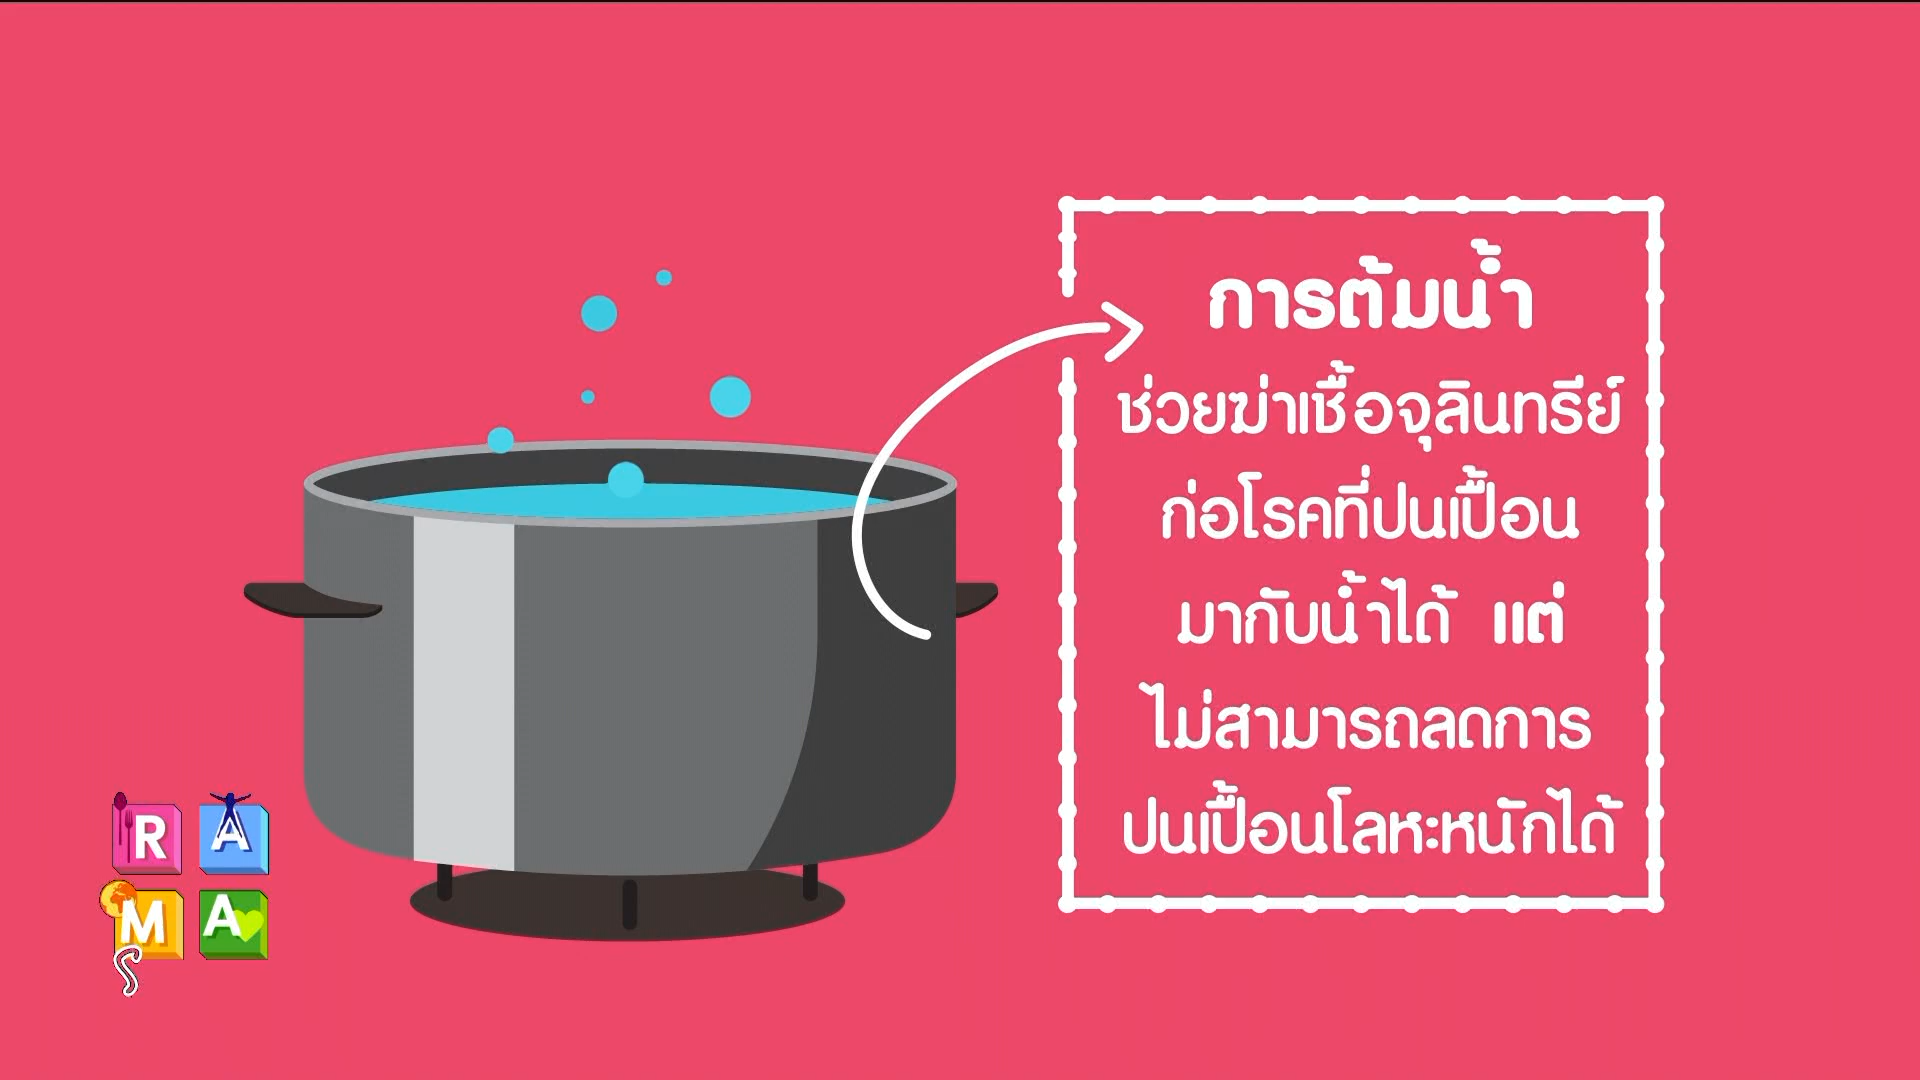 การต้มน้ำ
ช่วยฆ่าเชื้อจุลินทรีย์
ก่อโรคที่ปนเปื้อน
มากับน้ำได้ แต่
ไม่สามารถลดการ
ปนเปื้อนโลหะหนักได้
RA
MA